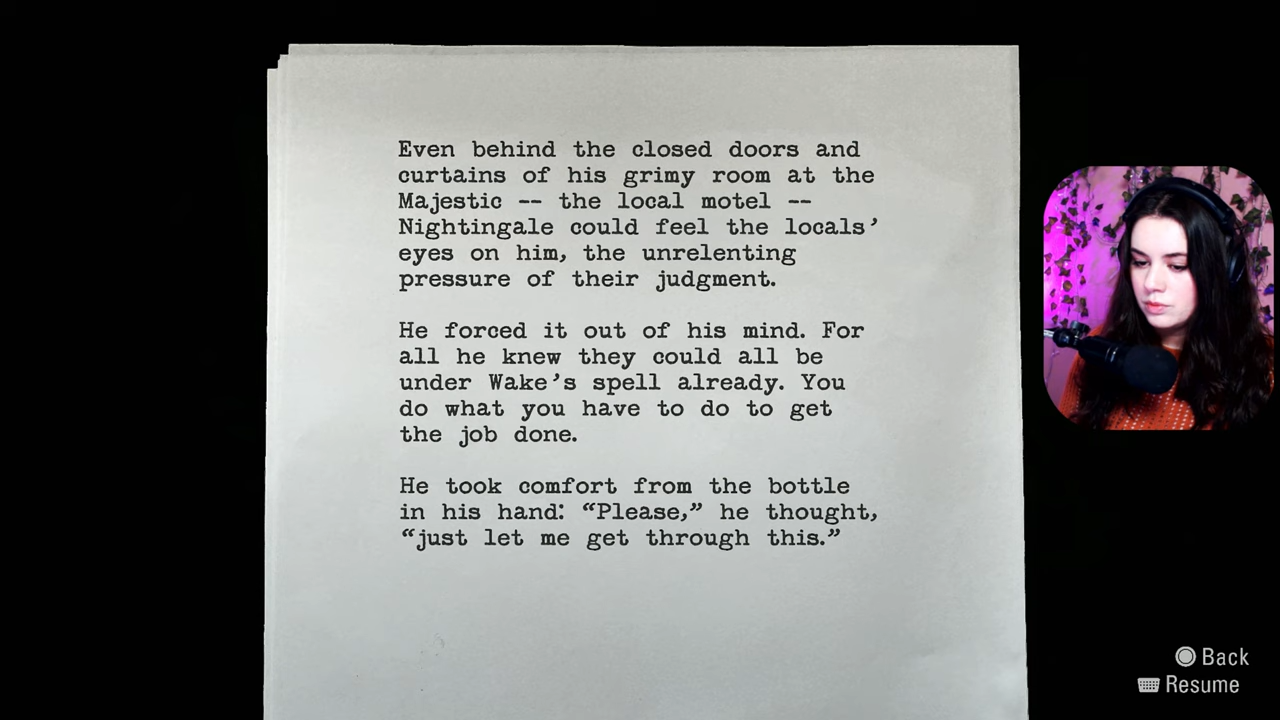 Even behind the closed doors and
curtains of his grimy room at the
Majestic -- the local motel --
Nightingale could feel the locals’
eyes on him, the unrelenting
pressure of their judgment.
He forced it out of his mind. For
all he knew they could all be
under Wake’s spell already. You
do what you have to do to get
the job done.
He took comfort from the bottle
in his hand: “Please,” he thought,
“just let me get through this.”
Back
Resume